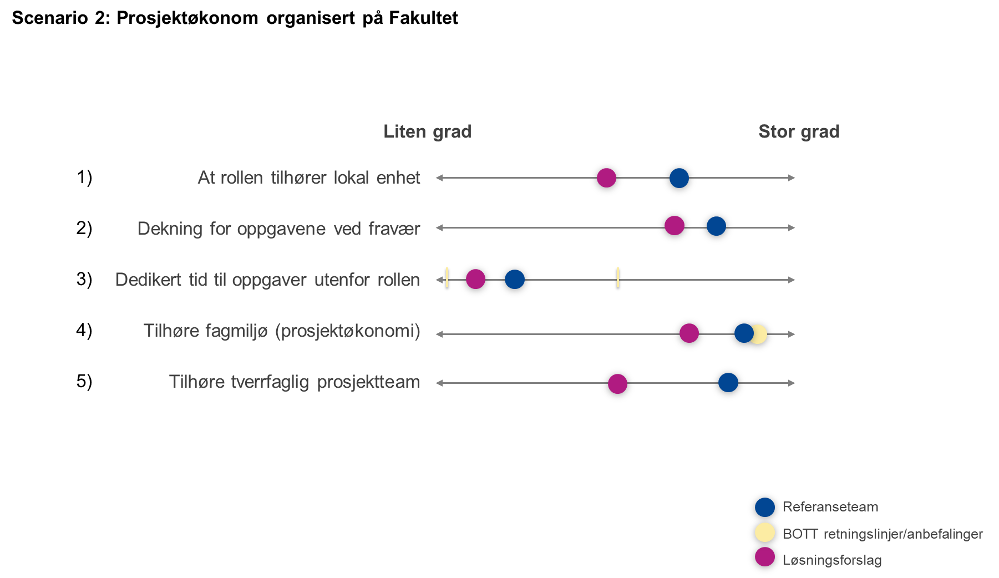 Scenario 2: Prosjektøkonom organisert på Fakultet
Liten grad
Stor grad
1) At rollen tilhører lokal enhet
2) Dekning for oppgavene ved fravær
3) Dedikert tid til oppgaver utenfor rollen
4) Tilhøre fagmiljø (prosjektøkonomi)
5) Tilhøre tverrfaglig prosjektteam
Referanseteam
BOTT retningslinjer/anbefalinger
Løsningsforslag